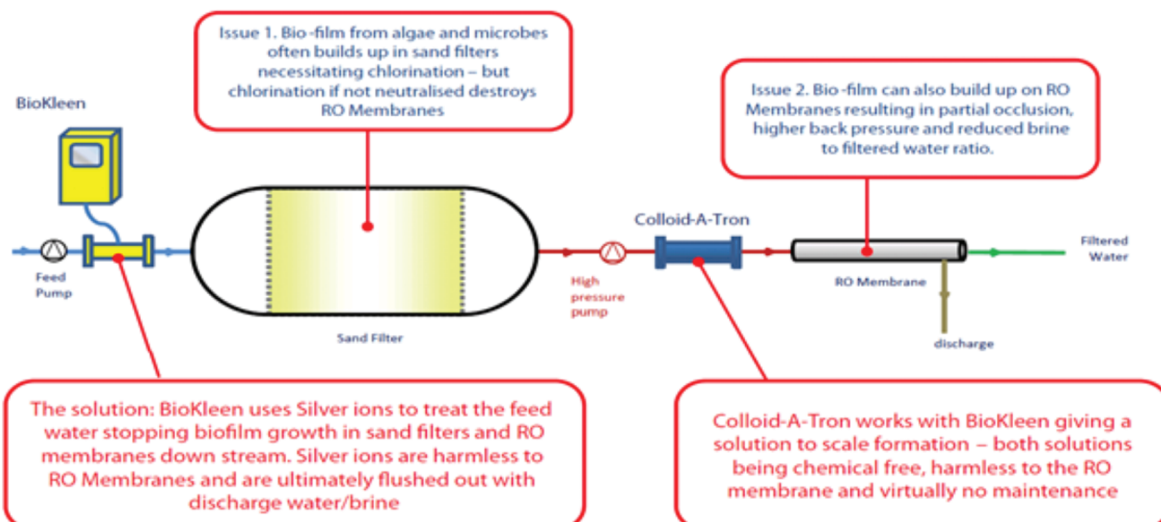 Issue 1. Bio-film from algae and microbes
often builds up in sand filters
necessitating chlorination – but
chlorination if not neutralised destroys
RO Membranes
Issue 2. Bio-film can also build up on RO
Membranes resulting in partial occlusion,
higher back pressure and reduced brine
to filtered water ratio.
BioKleen
Colloid-A-Tron
Feed
Pump
High
pressure
pump
RO Membrane
Filtered
Water
Sand Filter
discharge
The solution: BioKleen uses Silver ions to treat the feed
water stopping biofilm growth in sand filters and RO
membranes down stream. Silver ions are harmless to
RO Membranes and are ultimately flushed out with
discharge water/brine
Colloid-A-Tron works with BioKleen giving a
solution to scale formation – both solutions
being chemical free, harmless to the RO
membrane and virtually no maintenance